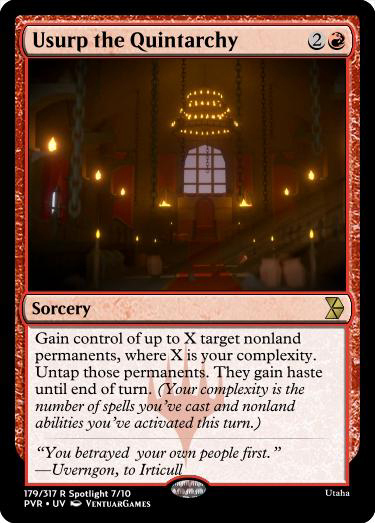 Usurp the Quintarchy 2
Sorcery
Gain control of up to X target nonland
permanents, where X is your complexity.
Untap those permanents. They gain haste
until end of turn. (Your complexity is the
number of spells you’ve cast and nonland
abilities you’ve activated this turn.)
“You betrayed  your own people first.”
—Uverngon, to Irticull
179/317 R Spotlight 7/10
PVR • UV VENTUARGAMES
Utaha